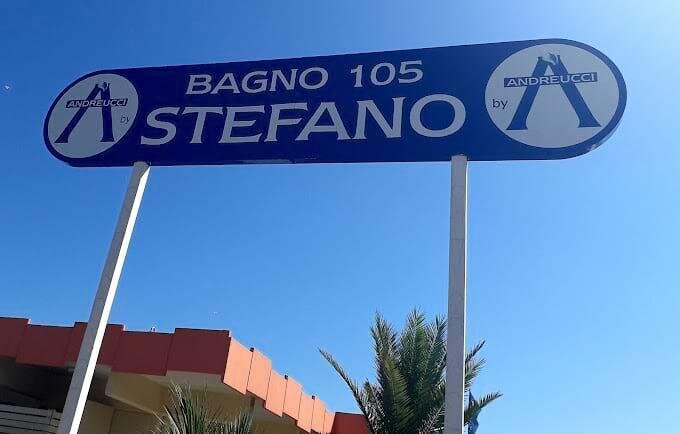 ANDREUCCI
by
BAGNO 105
STEFANO
ANDREUCCI
by